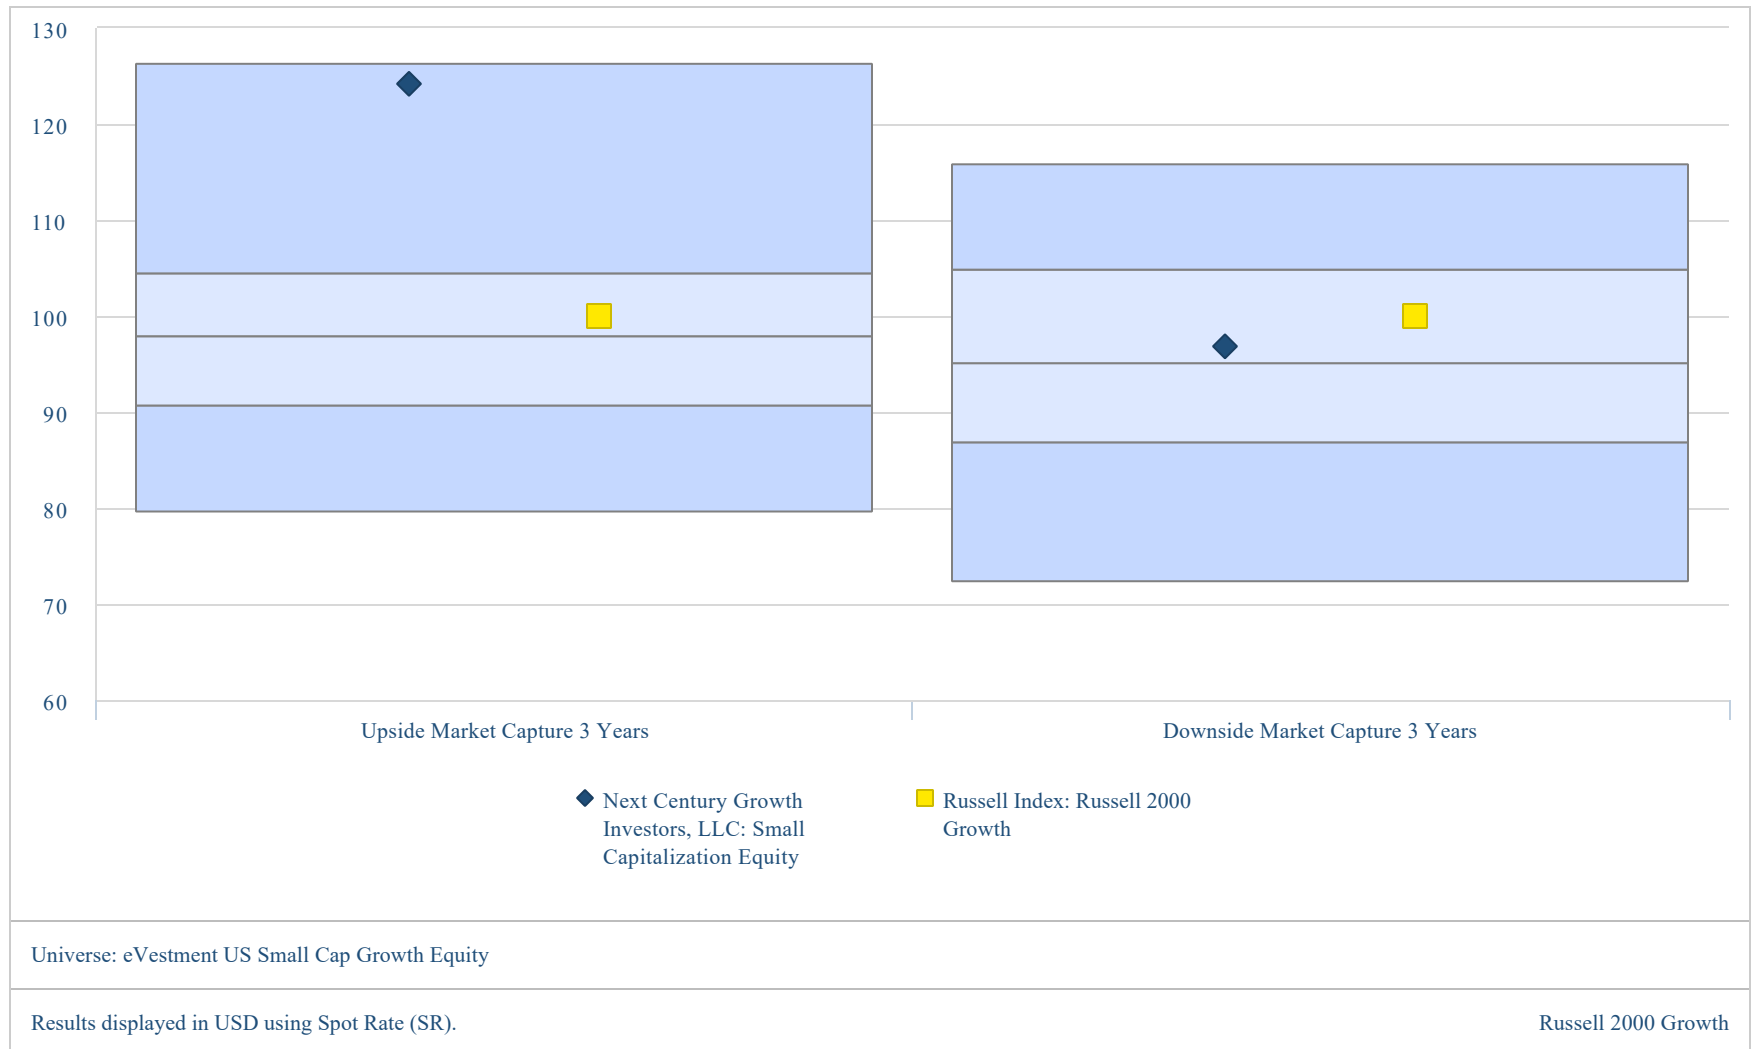 130
120
110
100
90
80
70
60
Upside Market Capture 3 Years
Downside Market Capture 3 Years
Next Century Growth
Investors, LLC: Small
Capitalization Equity
Russell Index: Russell 2000
Growth
Universe: eVestment US Small Cap Growth Equity
Results displayed in USD using Spot Rate (SR).
Russell 2000 Growth